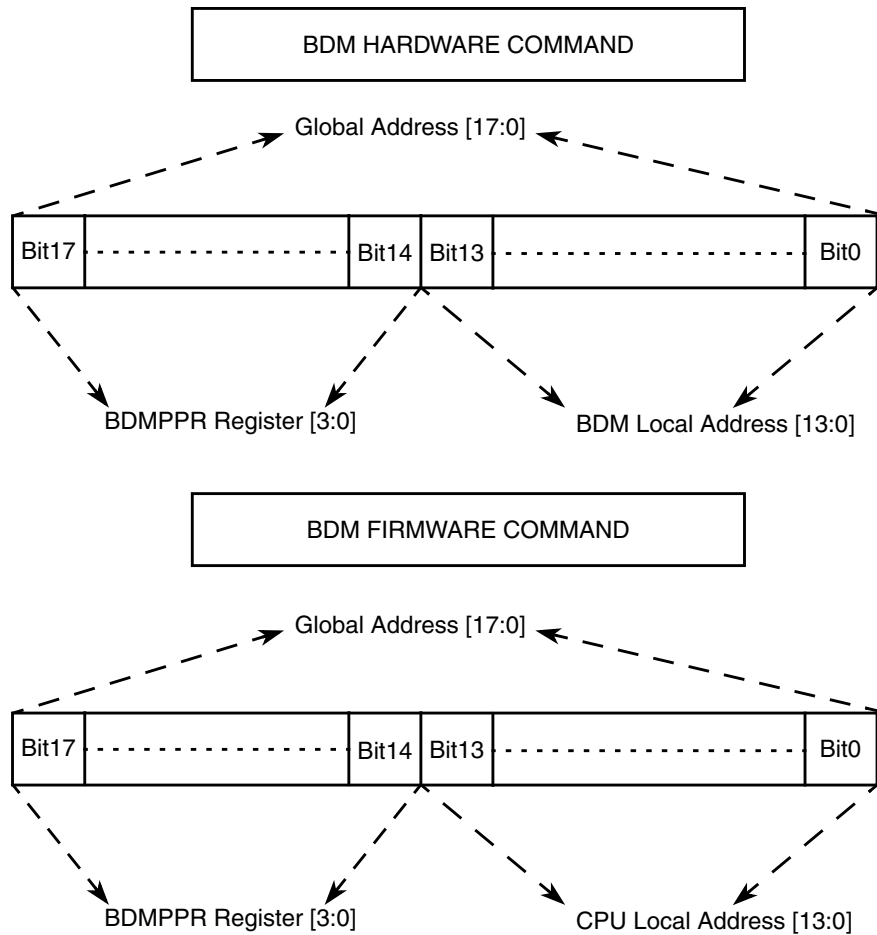 BDM HARDWARE COMMAND
Global Address [17:0]
Bit17 Bit14 Bit13 Bit0
BDMPPR Register [3:0] BDM Local Address [13:0]
BDM FIRMWARE COMMAND
Global Address [17:0]
Bit17 Bit14 Bit13 Bit0
BDMPPR Register [3:0] CPU Local Address [13:0]